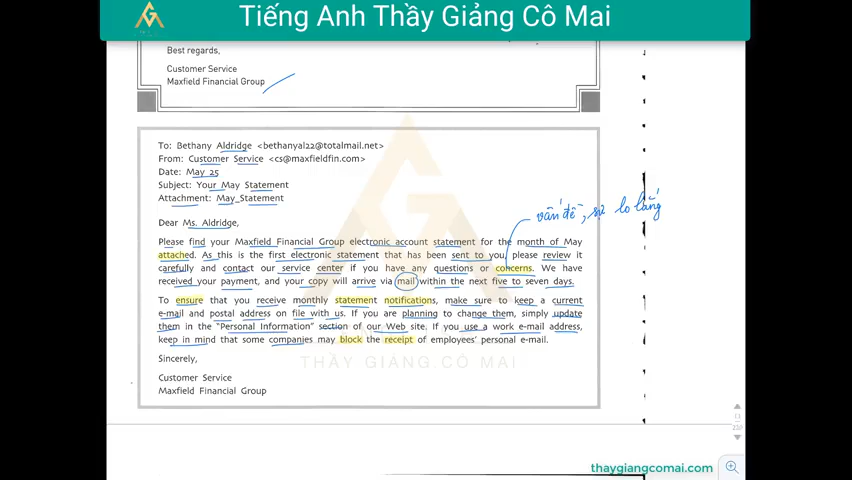 Tiếng Anh Thầy Giảng Cô Mai
Best regards,
Customer Service
Maxfield Financial Group
To: Bethany Aldridge <bethanyal22@totalmail.net>
From: Customer Service <cs@maxfieldfin.com>
Date: May 25
Subject: Your May Statement
Attachment: May_Statement
vấn đề, sự lo lắng
Dear Ms. Aldridge,
Please find your Maxfield Financial Group electronic account statement for the month of May
attached. As this is the first electronic statement that has been sent to you, please review it
carefully and contact our service center if you have any questions or concerns. We have
received your payment, and your copy will arrive via mail within the next five to seven days.
To ensure that you receive monthly statement notifications, make sure to keep a current
e-mail and postal address on file with us. If you are planning to change them, simply update
them in the "Personal Information" section of our Web site. If you use a work e-mail address,
keep in mind that some companies may block the receipt of employees' personal e-mail.
Sincerely,
THẦY GIẢNG.CÔ MAI
Customer Service
Maxfield Financial Group
thaygiangcomai.com